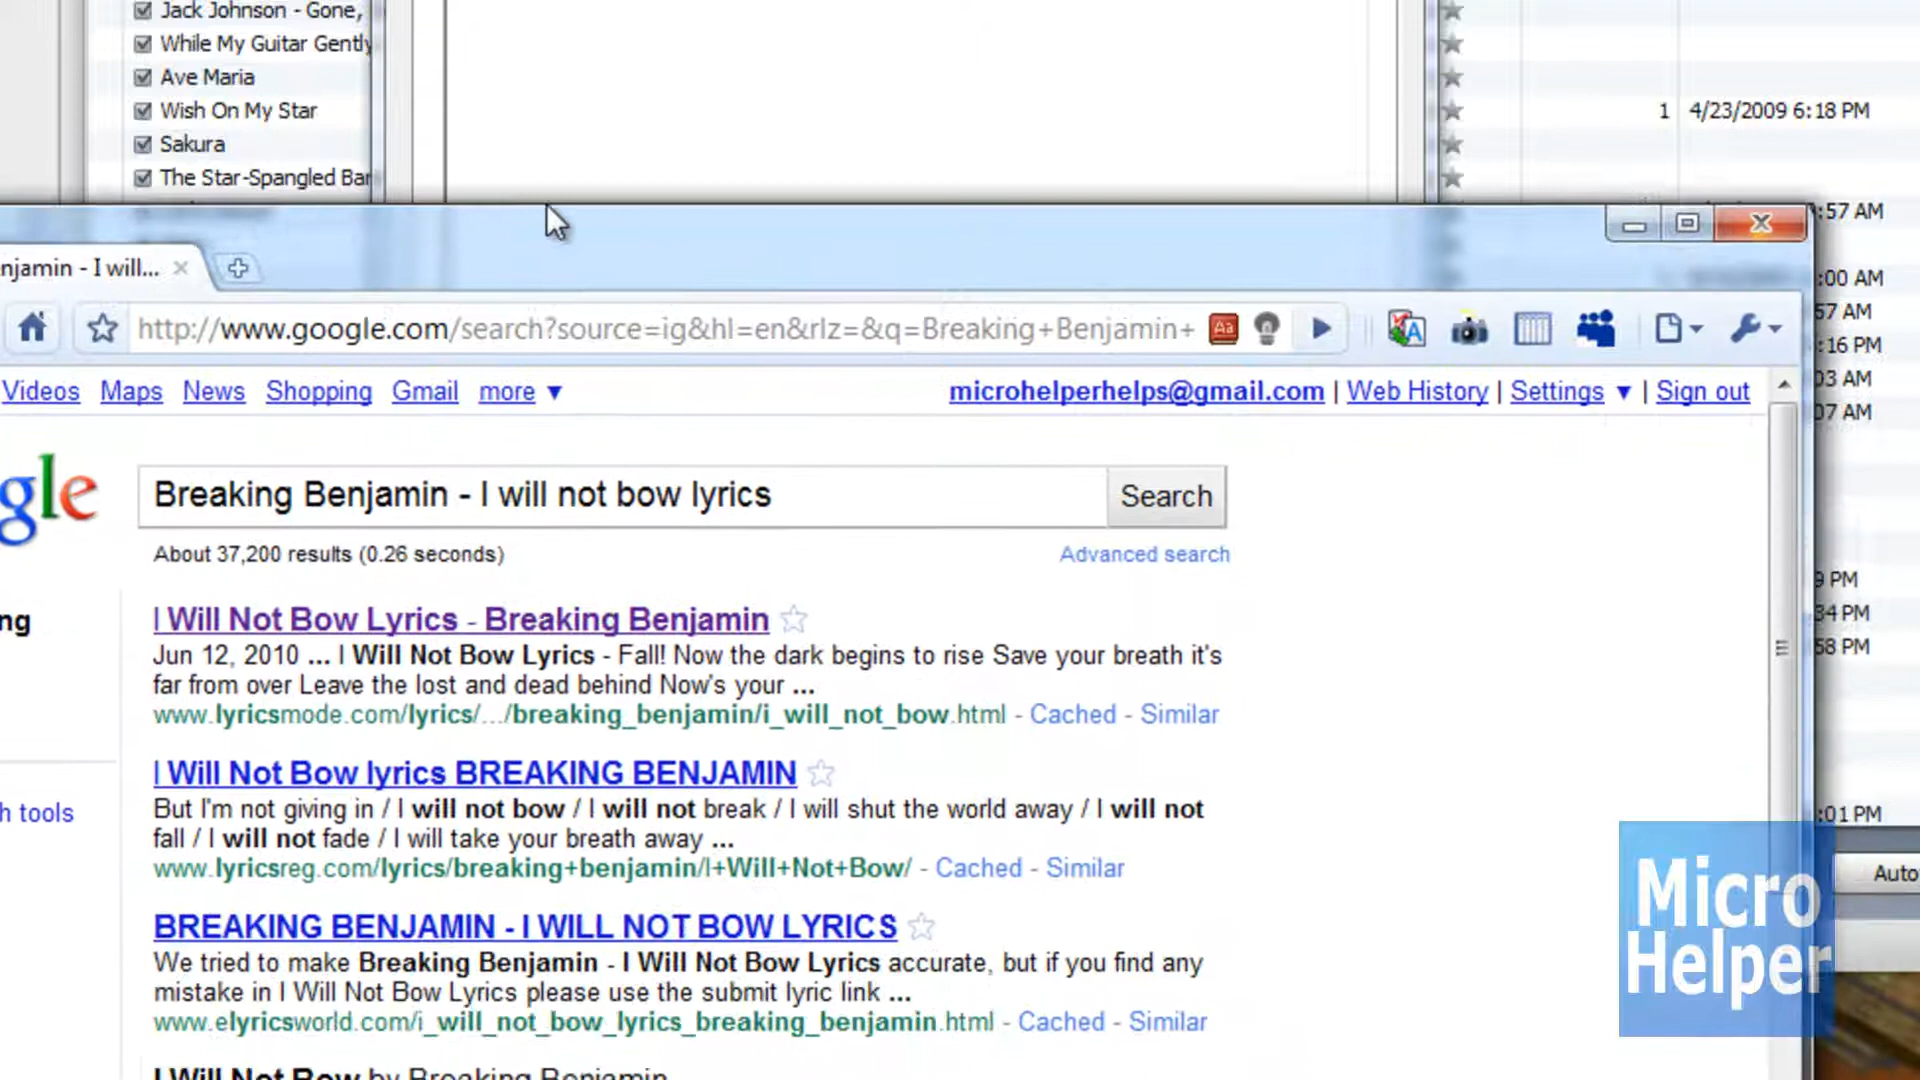 Jack Johnson - Gone,
While My Guitar Gently
Ave Maria
Wish On My Star
1 4/23/2009 6:18 PM
Sakura
The Star-Spangled Bar
:57 AM
njamin - I will...
:00 AM
57 AM
http://www.google.com/search?source=ig&hl=en&rlz=&q=Breaking+Benjamin+
Aa
A
:16 PM
03 AM
Videos Maps News Shopping Gmail more ▼ microhelperhelps@gmail.com | Web History | Settings ▼ | Sign out
07 AM
gle
Breaking Benjamin - I will not bow lyrics
Search
About 37,200 results (0.26 seconds)
Advanced search
9 PM
ng
I Will Not Bow Lyrics - Breaking Benjamin
34 PM
Jun 12, 2010 ... I Will Not Bow Lyrics - Fall! Now the dark begins to rise Save your breath it's
58 PM
far from over Leave the lost and dead behind Now's your ...
www.lyricsmode.com/lyrics/.../breaking_benjamin/i_will_not_bow.html - Cached - Similar
I Will Not Bow lyrics BREAKING BENJAMIN
h tools
But I'm not giving in / I will not bow / I will not break / I will shut the world away / I will not
:01 PM
fall / I will not fade / I will take your breath away ...
www.lyricsreg.com/lyrics/breaking+benjamin/I+Will+Not+Bow/ - Cached - Similar
Auto
BREAKING BENJAMIN - I WILL NOT BOW LYRICS
We tried to make Breaking Benjamin - I Will Not Bow Lyrics accurate, but if you find any
mistake in I Will Not Bow Lyrics please use the submit lyric link ...
www.elyricsworld.com/i_will_not_bow_lyrics_breaking_benjamin.html - Cached - Similar
I Will Not Bow by Breaking Benjamin
Micro
Helper